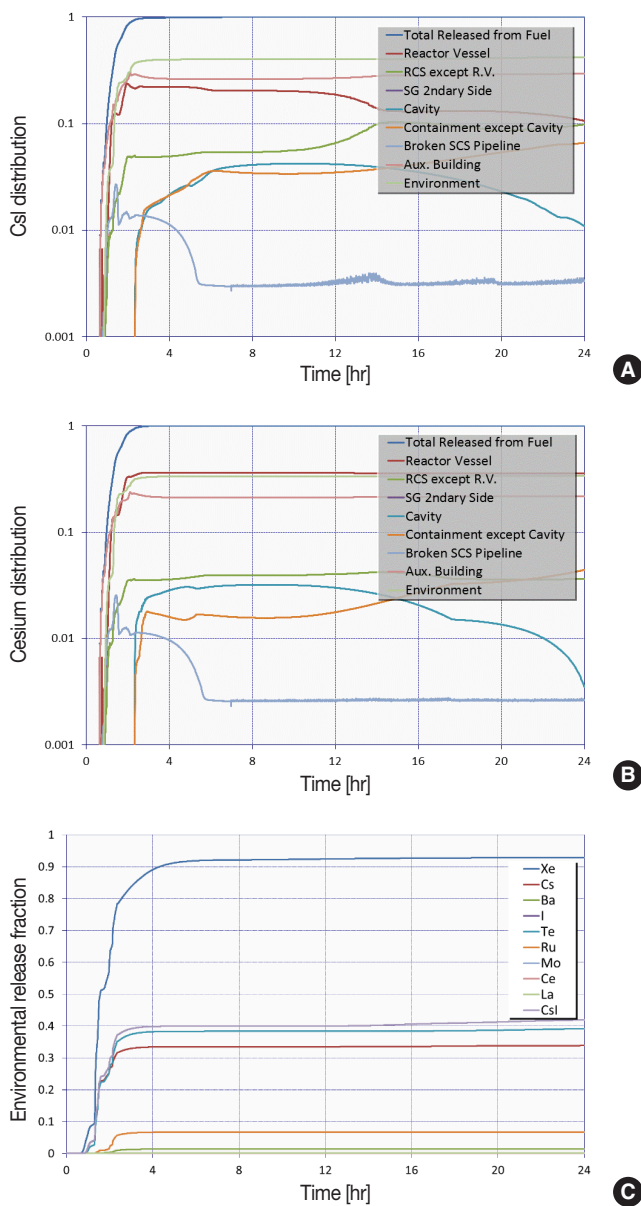 1
0.1
0.01
0.001
CsI distribution
0 4 8 12 16 20 24
Time [hr]
Total Released from Fuel
Reactor Vessel
RCS except R.V.
SG 2ndary Side
Cavity
Containment except Cavity
Broken SCS Pipeline
Aux. Building
Environment
A
1
0.1
0.01
0.001
Cesium distribution
0 4 8 12 16 20 24
Time [hr]
Total Released from Fuel
Reactor Vessel
RCS except R.V.
SG 2ndary Side
Cavity
Containment except Cavity
Broken SCS Pipeline
Aux. Building
Environment
B
1
0.9
0.8
0.7
0.6
0.5
0.4
0.3
0.2
0.1
0
Environmental release fraction
0 4 8 12 16 20 24
Time [hr]
Xe
Cs
Ba
I
Te
Ru
Mo
Ce
La
CsI
C